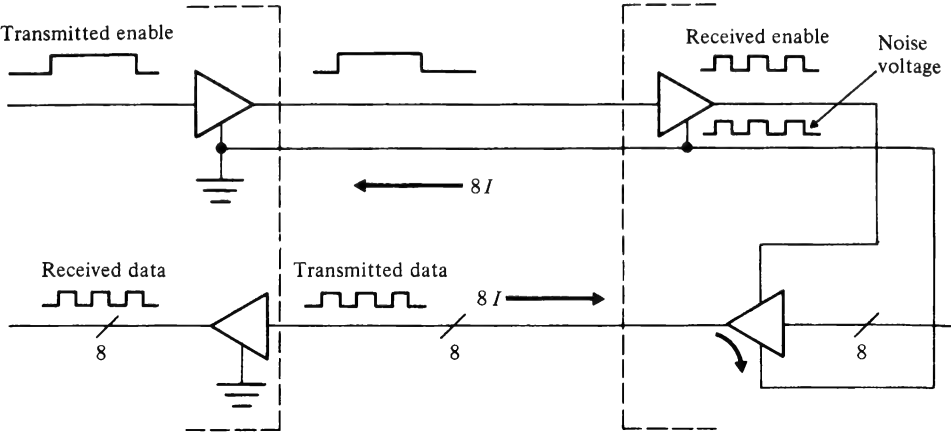 Transmitted enable
Received enable
Noise
voltage
8I
Received data
Transmitted data
8I
8
8
8